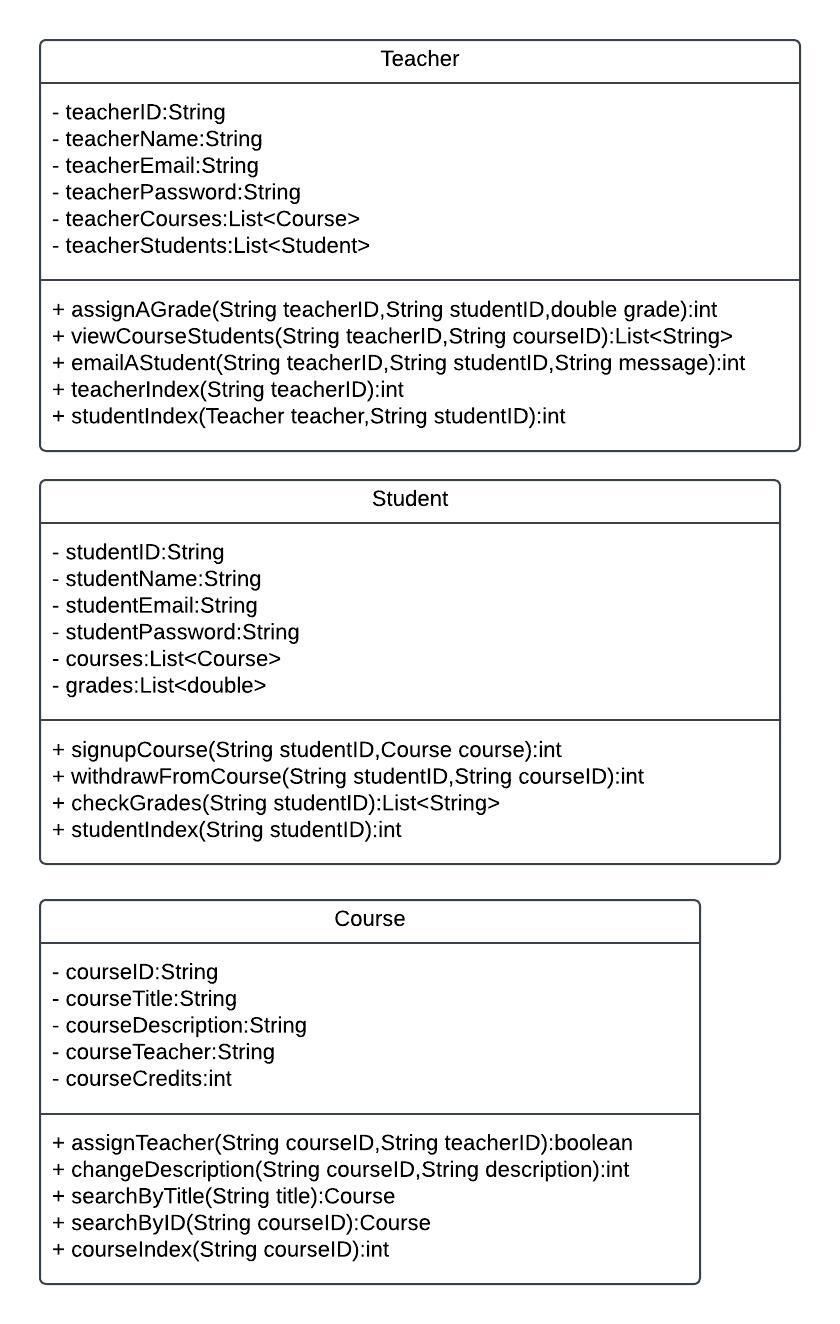 Teacher
- teacherID:String
- teacherName:String
- teacherEmail:String
- teacherPassword:String
- teacherCourses:List<Course>
- teacherStudents:List<Student>
+ assignAGrade(String teacherID,String studentID,double grade):int
+ viewCourseStudents(String teacherID,String courseID):List<String>
+ emailAStudent(String teacherID,String studentID,String message):int
+ teacherIndex(String teacherID):int
+ studentIndex(Teacher teacher,String studentID):int
Student
- studentID:String
- studentName:String
- studentEmail:String
- studentPassword:String
- courses:List<Course>
- grades:List<double>
+ signupCourse(String studentID,Course course):int
+ withdrawFromCourse(String studentID,String courseID):int
+ checkGrades(String studentID):List<String>
+ studentIndex(String studentID):int
Course
- courseID:String
- courseTitle:String
- courseDescription:String
- courseTeacher:String
- courseCredits:int
+ assignTeacher(String courseID,String teacherID):boolean
+ changeDescription(String courseID,String description):int
+ searchByTitle(String title):Course
+ searchByID(String courseID):Course
+ courseIndex(String courseID):int